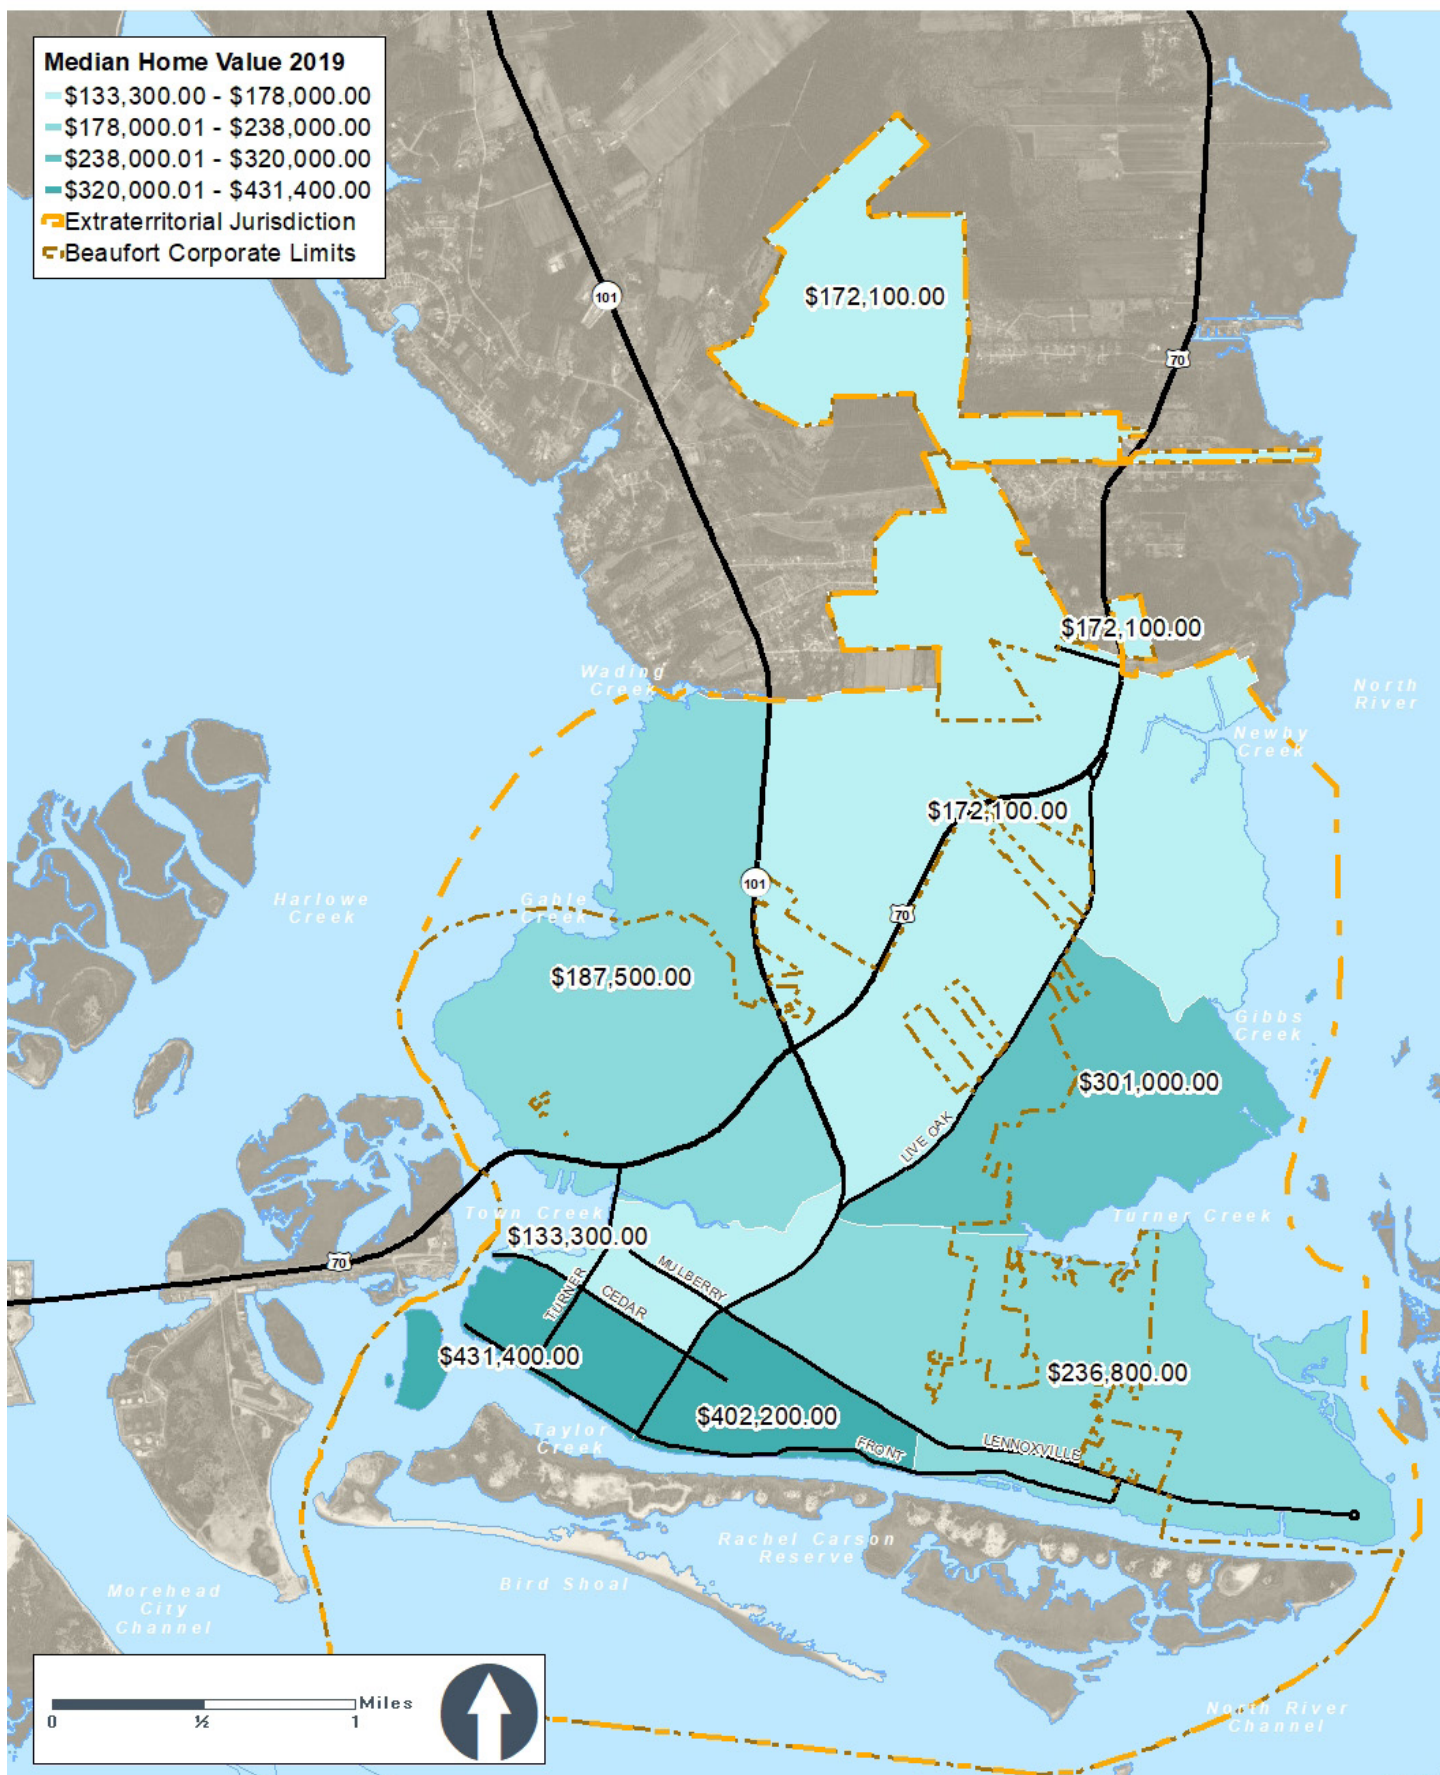 Median Home Value 2019
$133,300.00 - $178,000.00
$178,000.01 - $238,000.00
$238,000.01 - $320,000.00
$320,000.01 - $431,400.00
Extraterritorial Jurisdiction
Beaufort Corporate Limits
101
$172,100.00
70
$172,100.00
Wading
Creek
North
River
Newby
Creek
$172,100.00
101
Harlowe
Creek
Gable
Creek
70
$187,500.00
Gibbs
Creek
$301,000.00
LIVE OAK
Town Creek
Turner Creek
$133,300.00
70
MULBERRY
TURNER
CEDAR
$431,400.00
$236,800.00
$402,200.00
Taylor
Creek
FRONT
LENNOXVILLE
Rachel Carson
Reserve
Bird Shoal
Morehead
City
Channel
Miles
0 ½ 1
North River
Channel